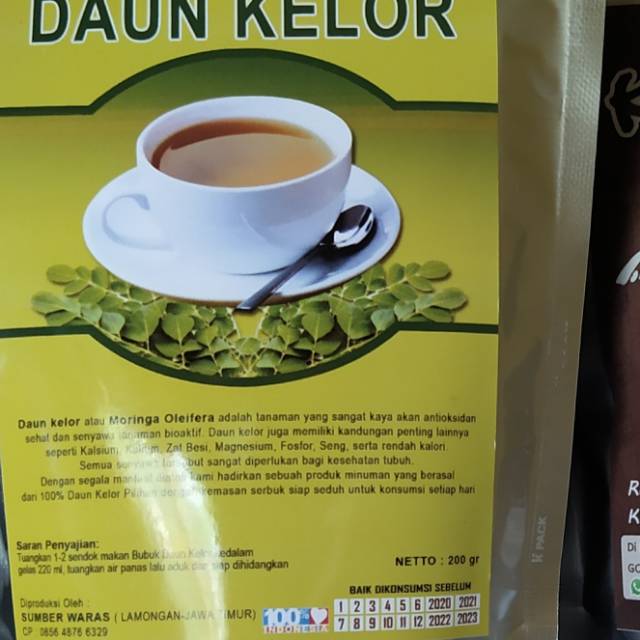 DAUN KELOR
Daun kelor atau Moringa Oleifera adalah tanaman yang sangat kaya akan antioksidan
sehat dan senyawa tanaman bioaktif. Daun kelor juga memiliki kandungan penting lainnya
seperti Kalsium, Kalium, Zat Besi, Magnesium, Fosfor, Seng, serta rendah kalori.
Semua senyawa tersebut sangat diperlukan bagi kesehatan tubuh.
Dengan segala manfaat diatas kami hadirkan sebuah produk minuman yang berasal
dari 100% Daun Kelor Pilihan dengan kemasan serbuk siap seduh untuk konsumsi setiap hari
Saran Penyajian:
Tuangkan 1-2 sendok makan Bubuk Daun Kelor kedalam
gelas 220 ml, tuangkan air panas lalu aduk dan siap dihidangkan
NETTO : 200 gr
BAIK DIKONSUMSI SEBELUM
1 2 3 4 5 6 2020 2021
7 8 9 10 11 12 2022 2023
Diproduksi Oleh :
SUMBER WARAS ( LAMONGAN-JAWA TIMUR)
CP : 0856 4876 6329
100%
INDONESIA
K PACK
R
K
Di
GO